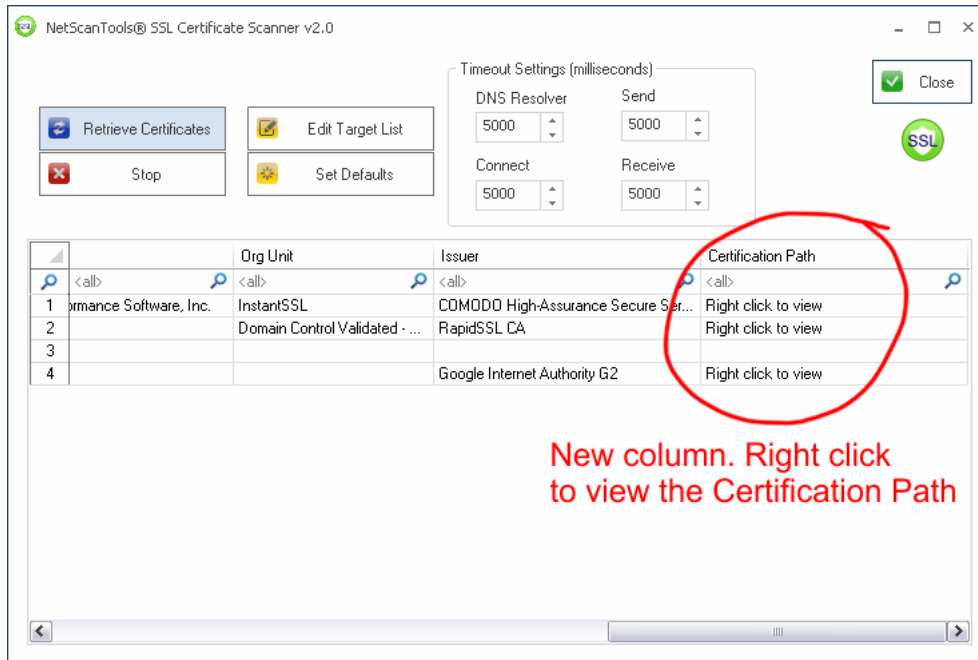 NetScanTools® SSL Certificate Scanner v2.0
Timeout Settings (milliseconds)
Close
DNS Resolver Send
Retrieve Certificates Edit Target List 5000 5000
SSL
Stop Set Defaults Connect Receive
5000 5000
Org Unit Issuer Certification Path
<all> <all> <all> <all>
1 ormance Software, Inc. InstantSSL COMODO High-Assurance Secure Ser... Right click to view
2 Domain Control Validated - ... RapidSSL CA Right click to view
3
4 Google Internet Authority G2 Right click to view
New column. Right click
to view the Certification Path